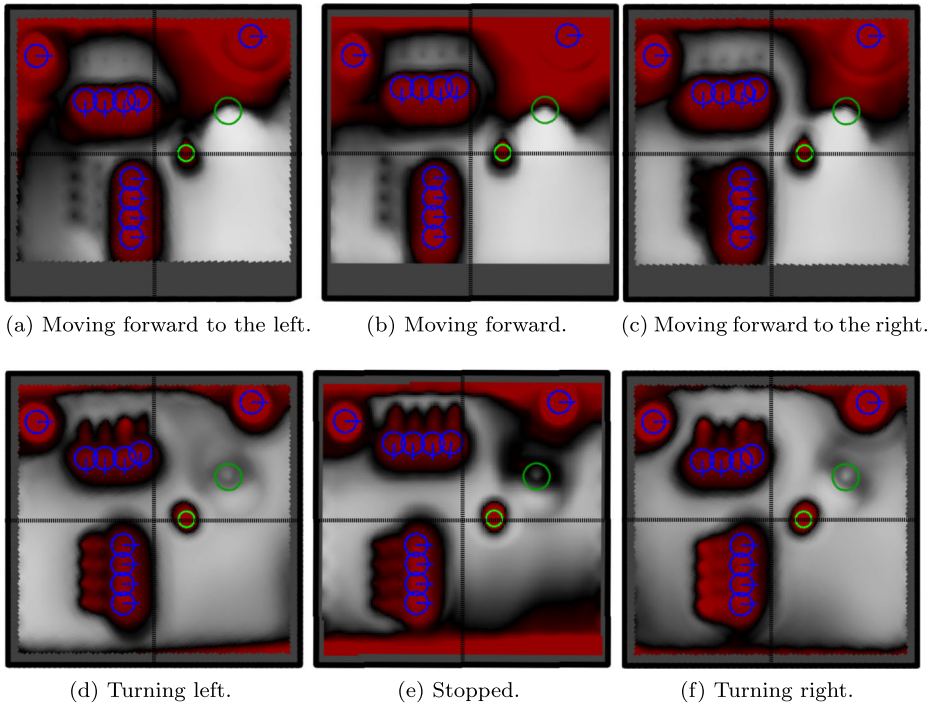 (a) Moving forward to the left.
(b) Moving forward.
(c) Moving forward to the right.
(d) Turning left.
(e) Stopped.
(f) Turning right.